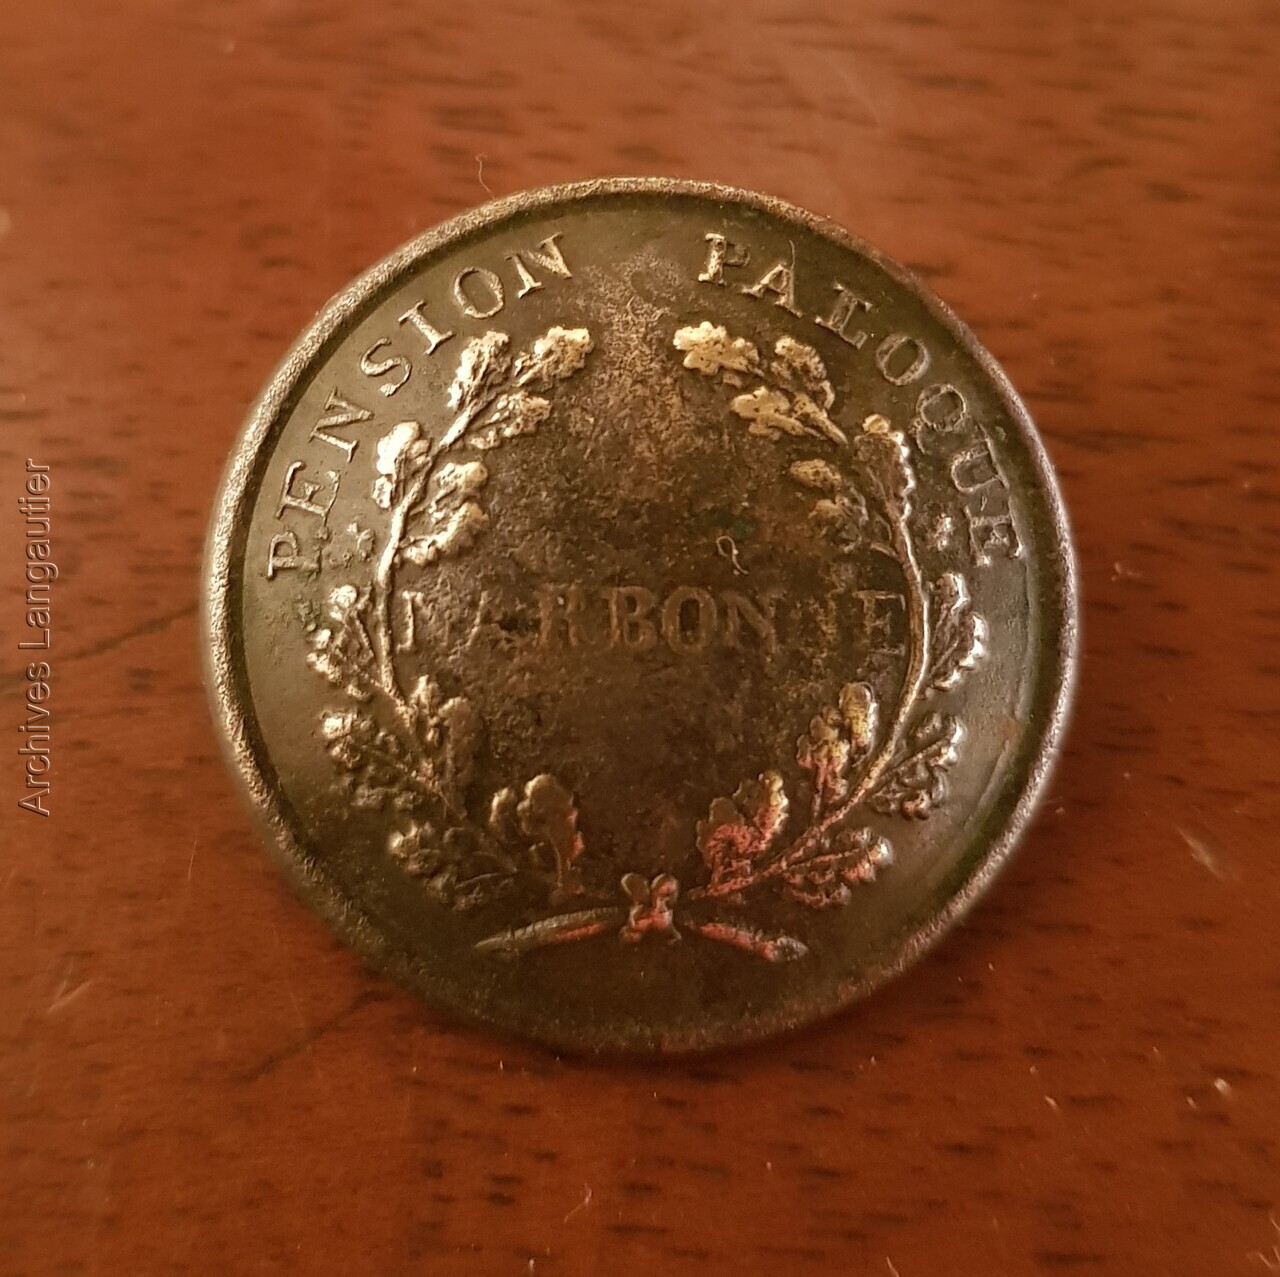 PENSION PALOQUE
NARBONNE
Archives Langautier